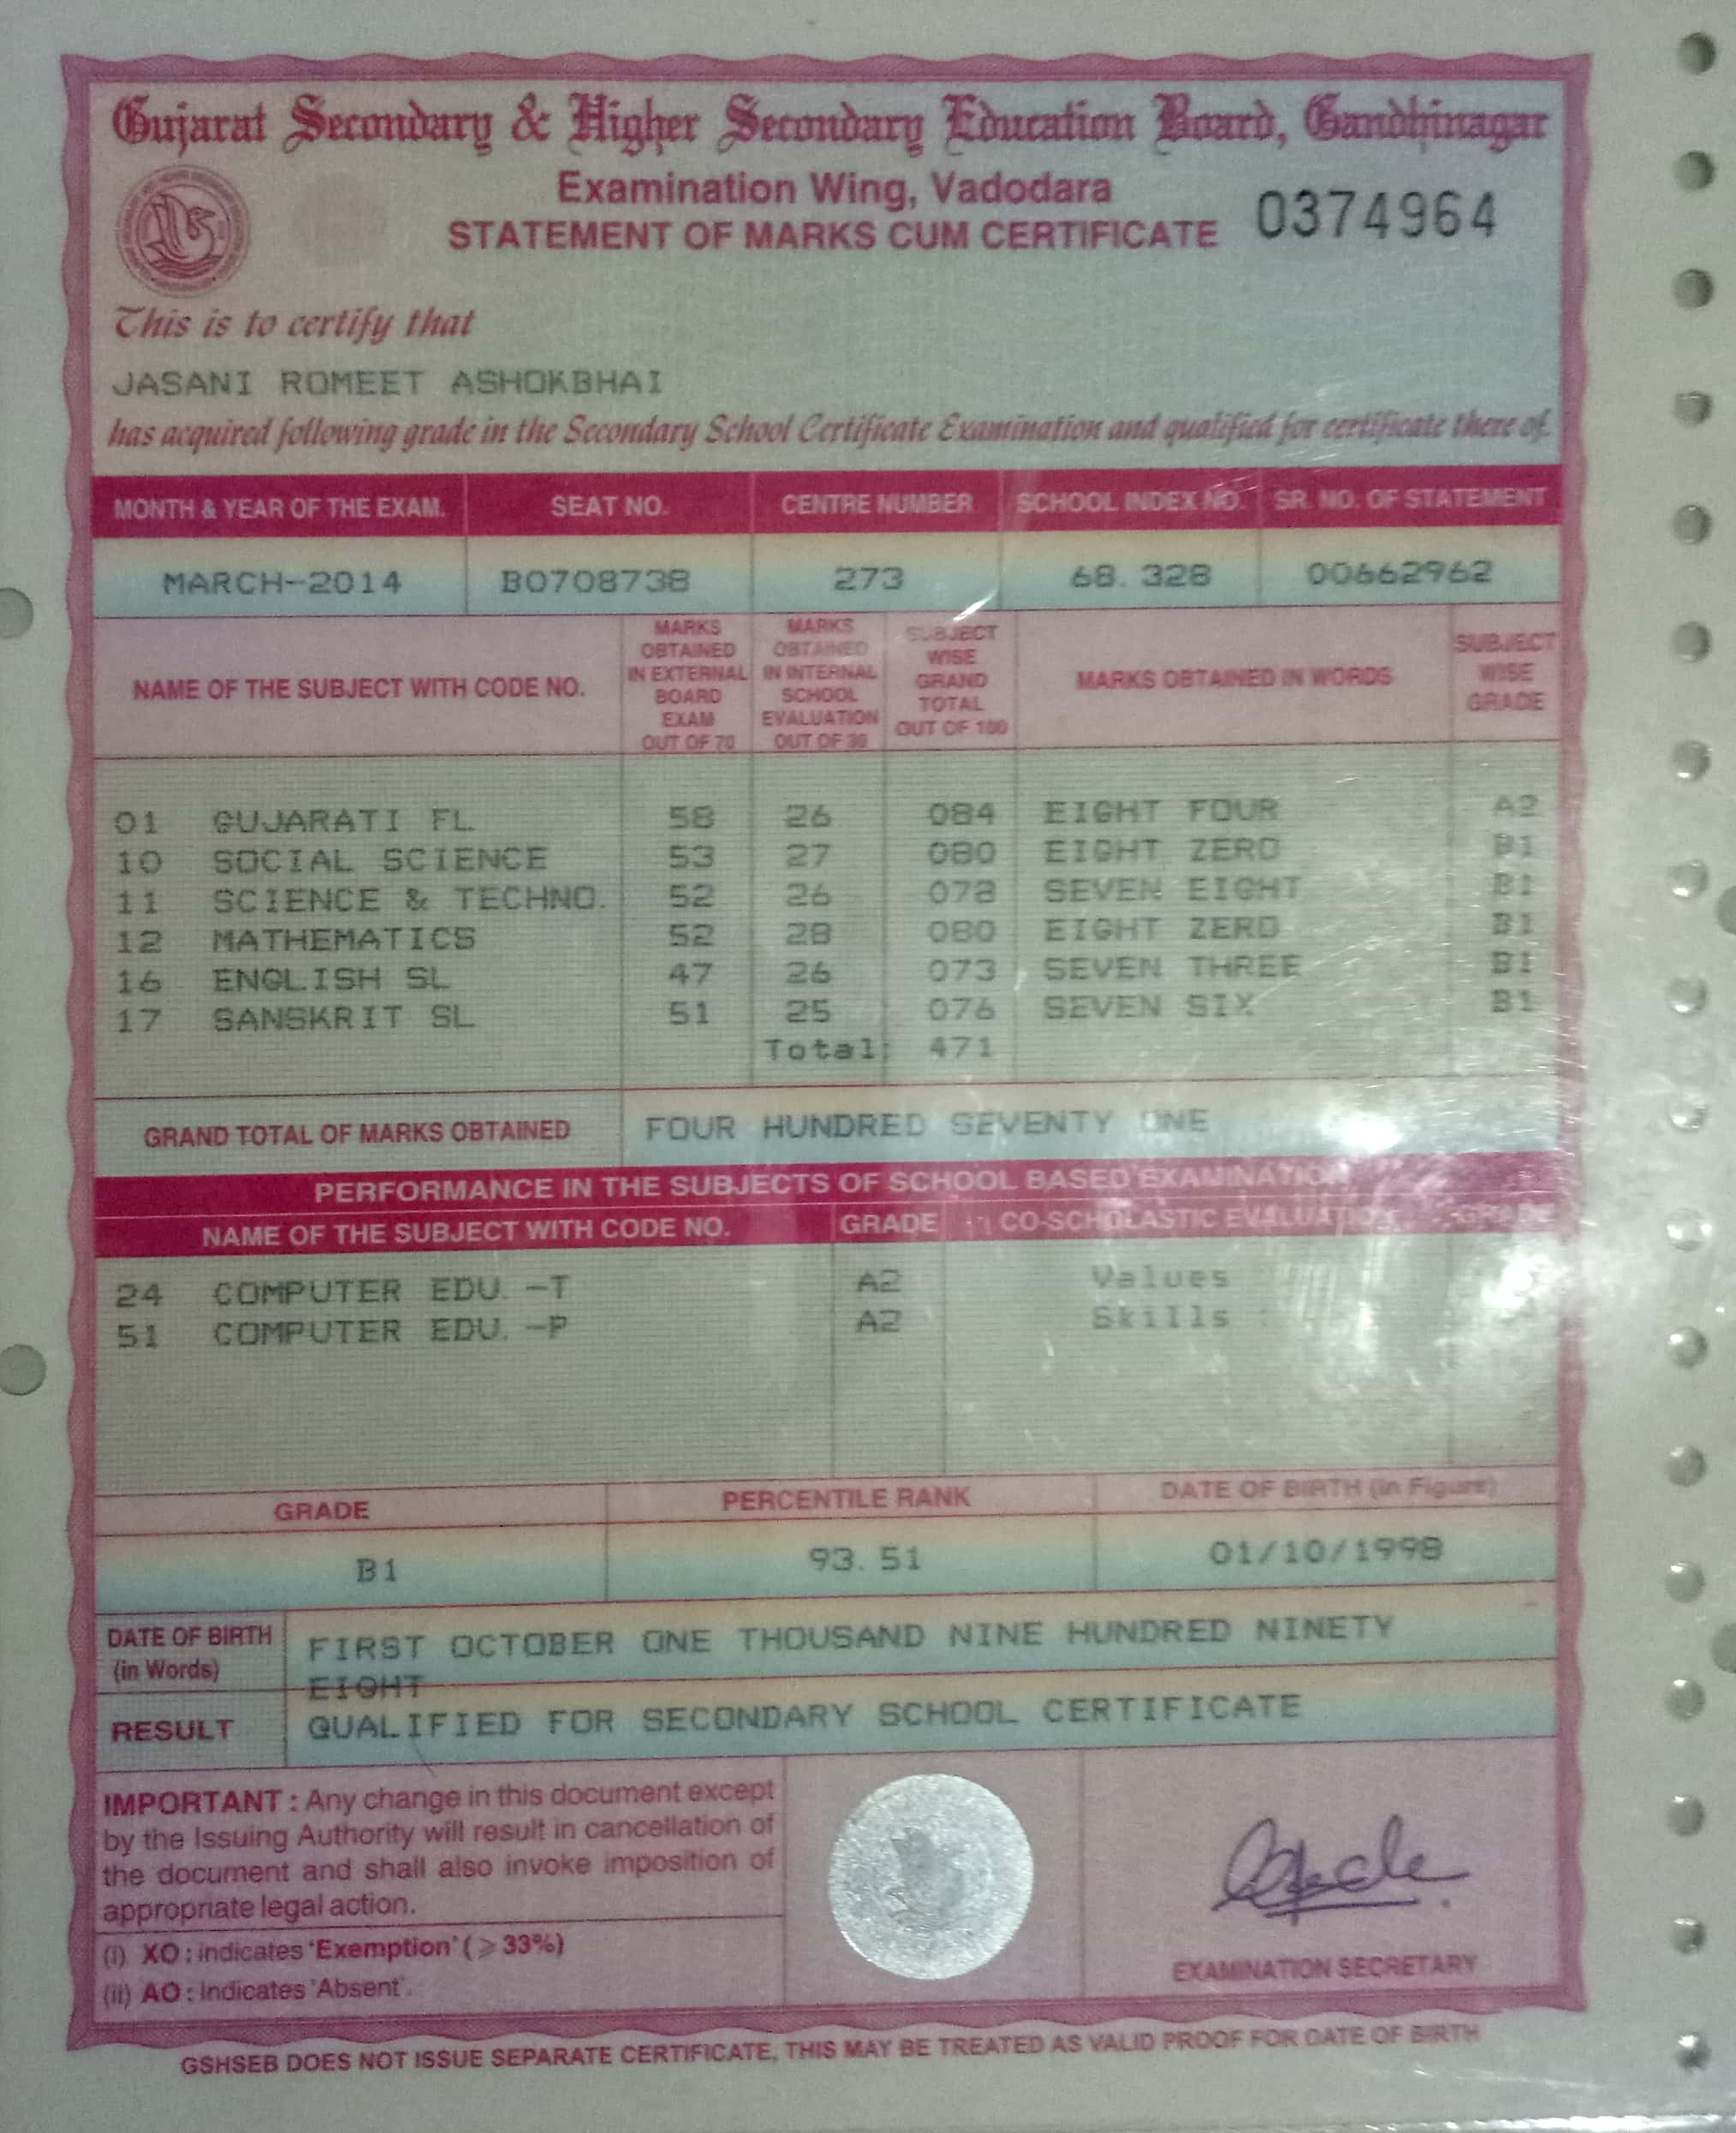 Gujarat Secondary & Higher Secondary Education Board, Gandhinagar
Examination Wing, Vadodara
STATEMENT OF MARKS CUM CERTIFICATE 0374964
This is to certify that
JASANI ROMEET ASHOKBHAI
has acquired following grade in the Secondary School Certificate Examination and qualified for certificate there of.
MONTH & YEAR OF THE EXAM. SEAT NO. CENTRE NUMBER SCHOOL INDEX NO. SR. NO. OF STATEMENT
MARCH-2014 B0708738 273 68.328 00662962
NAME OF THE SUBJECT WITH CODE NO. MARKS OBTAINED IN EXTERNAL BOARD EXAM OUT OF 70 MARKS OBTAINED IN INTERNAL SCHOOL EVALUATION OUT OF 30 SUBJECT WISE GRAND TOTAL OUT OF 100 MARKS OBTAINED IN WORDS SUBJECT WISE GRADE
01 GUJARATI FL 58 26 084 EIGHT FOUR A2
10 SOCIAL SCIENCE 53 27 080 EIGHT ZERO B1
11 SCIENCE & TECHNO. 52 26 078 SEVEN EIGHT B1
12 MATHEMATICS 52 28 080 EIGHT ZERO B1
16 ENGLISH SL 47 26 073 SEVEN THREE B1
17 SANSKRIT SL 51 25 076 SEVEN SIX B1
Total: 471
GRAND TOTAL OF MARKS OBTAINED FOUR HUNDRED SEVENTY ONE
PERFORMANCE IN THE SUBJECTS OF SCHOOL BASED EXAMINATION
NAME OF THE SUBJECT WITH CODE NO. GRADE CO-SCHOLASTIC EVALUATION GRADE
24 COMPUTER EDU. -T A2 Values
51 COMPUTER EDU. -P A2 Skills :
GRADE PERCENTILE RANK DATE OF BIRTH (in Figure)
B1 93.51 01/10/1998
DATE OF BIRTH (in Words) FIRST OCTOBER ONE THOUSAND NINE HUNDRED NINETY
EIGHT
RESULT QUALIFIED FOR SECONDARY SCHOOL CERTIFICATE
IMPORTANT : Any change in this document except
by the Issuing Authority will result in cancellation of
the document and shall also invoke imposition of
appropriate legal action.
(i) XO : indicates 'Exemption' (⩾ 33%)
(ii) AO : Indicates 'Absent'.
EXAMINATION SECRETARY
GSHSEB DOES NOT ISSUE SEPARATE CERTIFICATE, THIS MAY BE TREATED AS VALID PROOF FOR DATE OF BIRTH